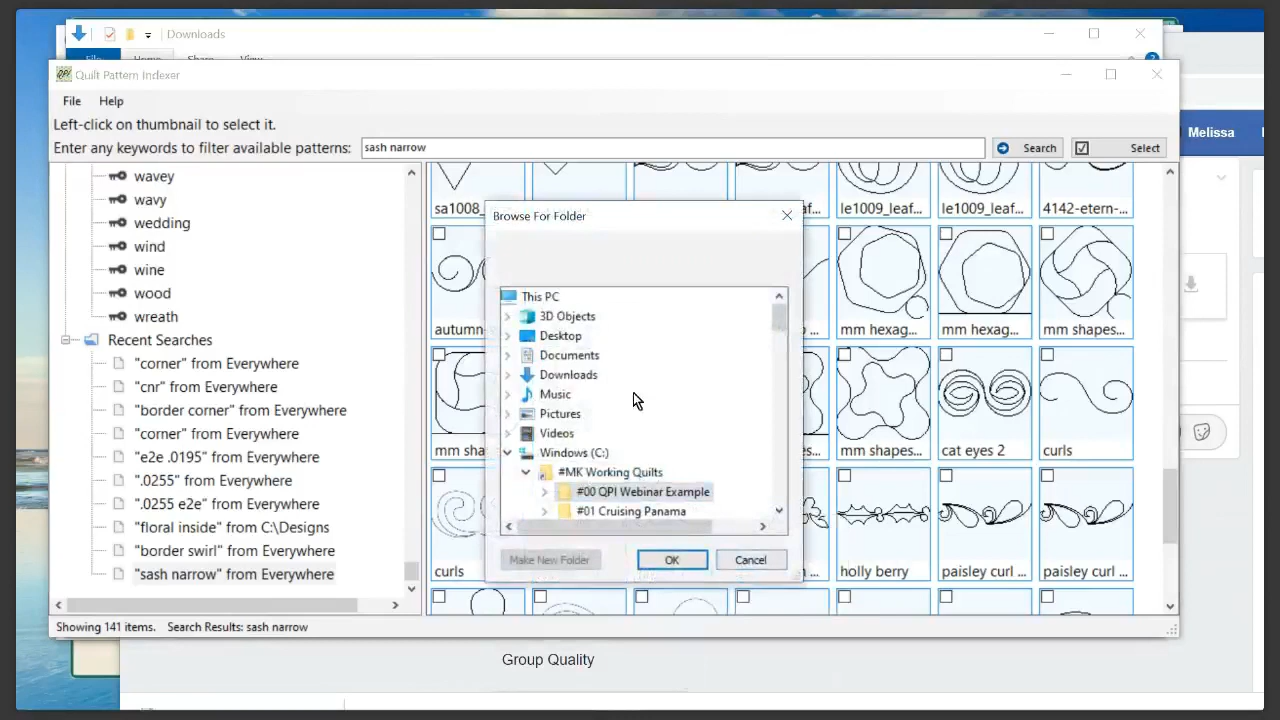 Downloads
File
Home
Share
View
Quilt Pattern Indexer
File
Help
Left-click on thumbnail to select it.
Enter any keywords to filter available patterns:
sash narrow
Search
Select
Melissa
wavey
wavy
wedding
wind
wine
wood
wreath
Recent Searches
"corner" from Everywhere
"cnr" from Everywhere
"border corner" from Everywhere
"corner" from Everywhere
"e2e .0195" from Everywhere
".0255" from Everywhere
".0255 e2e" from Everywhere
"floral inside" from C:\Designs
"border swirl" from Everywhere
"sash narrow" from Everywhere
sa1008_
af...
le1009_leaf...
le1009_leaf...
4142-etern-...
autumn
mm hexag...
mm hexag...
mm shapes...
mm sha
mm shapes...
cat eyes 2
curls
curls
holly berry
paisley curl ...
paisley curl ...
Browse For Folder
This PC
3D Objects
Desktop
Documents
Downloads
Music
Pictures
Videos
Windows (C:)
#MK Working Quilts
#00 QPI Webinar Example
#01 Cruising Panama
Make New Folder
OK
Cancel
Showing 141 items.
Search Results: sash narrow
Group Quality